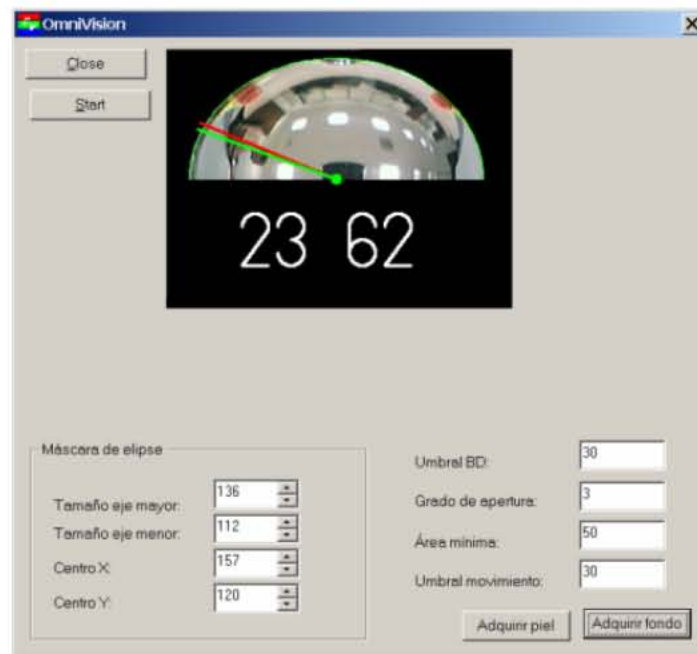 OmniVision
Close
Start
23 62
Máscara de elipse
Tamaño eje mayor: 136
Tamaño eje menor: 112
Centro X: 157
Centro Y: 120
Umbral BD: 30
Grado de apertura: 3
Área mínima: 50
Umbral movimiento: 30
Adquirir piel
Adquirir fondo